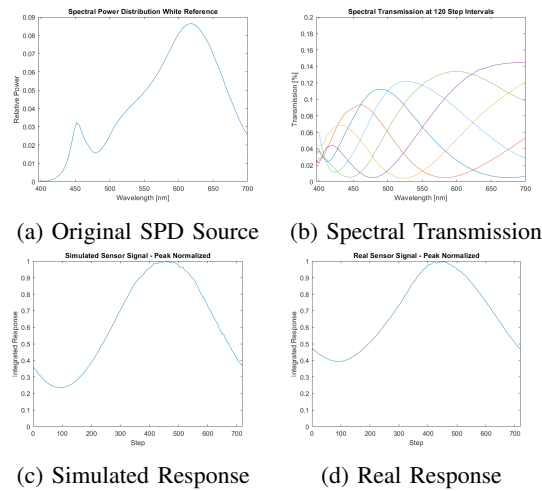 Spectral Power Distribution White Reference
0.09
0.08
0.07
0.06
0.05
0.04
0.03
0.02
0.01
0
Relative Power
400 450 500 550 600 650 700
Wavelength [nm]
(a) Original SPD Source
Spectral Transmission at 120 Step Intervals
0.2
0.18
0.16
0.14
0.12
0.1
0.08
0.06
0.04
0.02
0
Transmission [%]
400 450 500 550 600 650 700
Wavelength [nm]
(b) Spectral Transmission
Simulated Sensor Signal - Peak Normalized
1
0.9
0.8
0.7
0.6
0.5
0.4
0.3
0.2
0.1
0
Integrated Response
0 100 200 300 400 500 600 700
Step
(c) Simulated Response
Real Sensor Signal - Peak Normalized
1
0.9
0.8
0.7
0.6
0.5
0.4
0.3
0.2
0.1
0
Integrated Response
0 100 200 300 400 500 600 700
Step
(d) Real Response